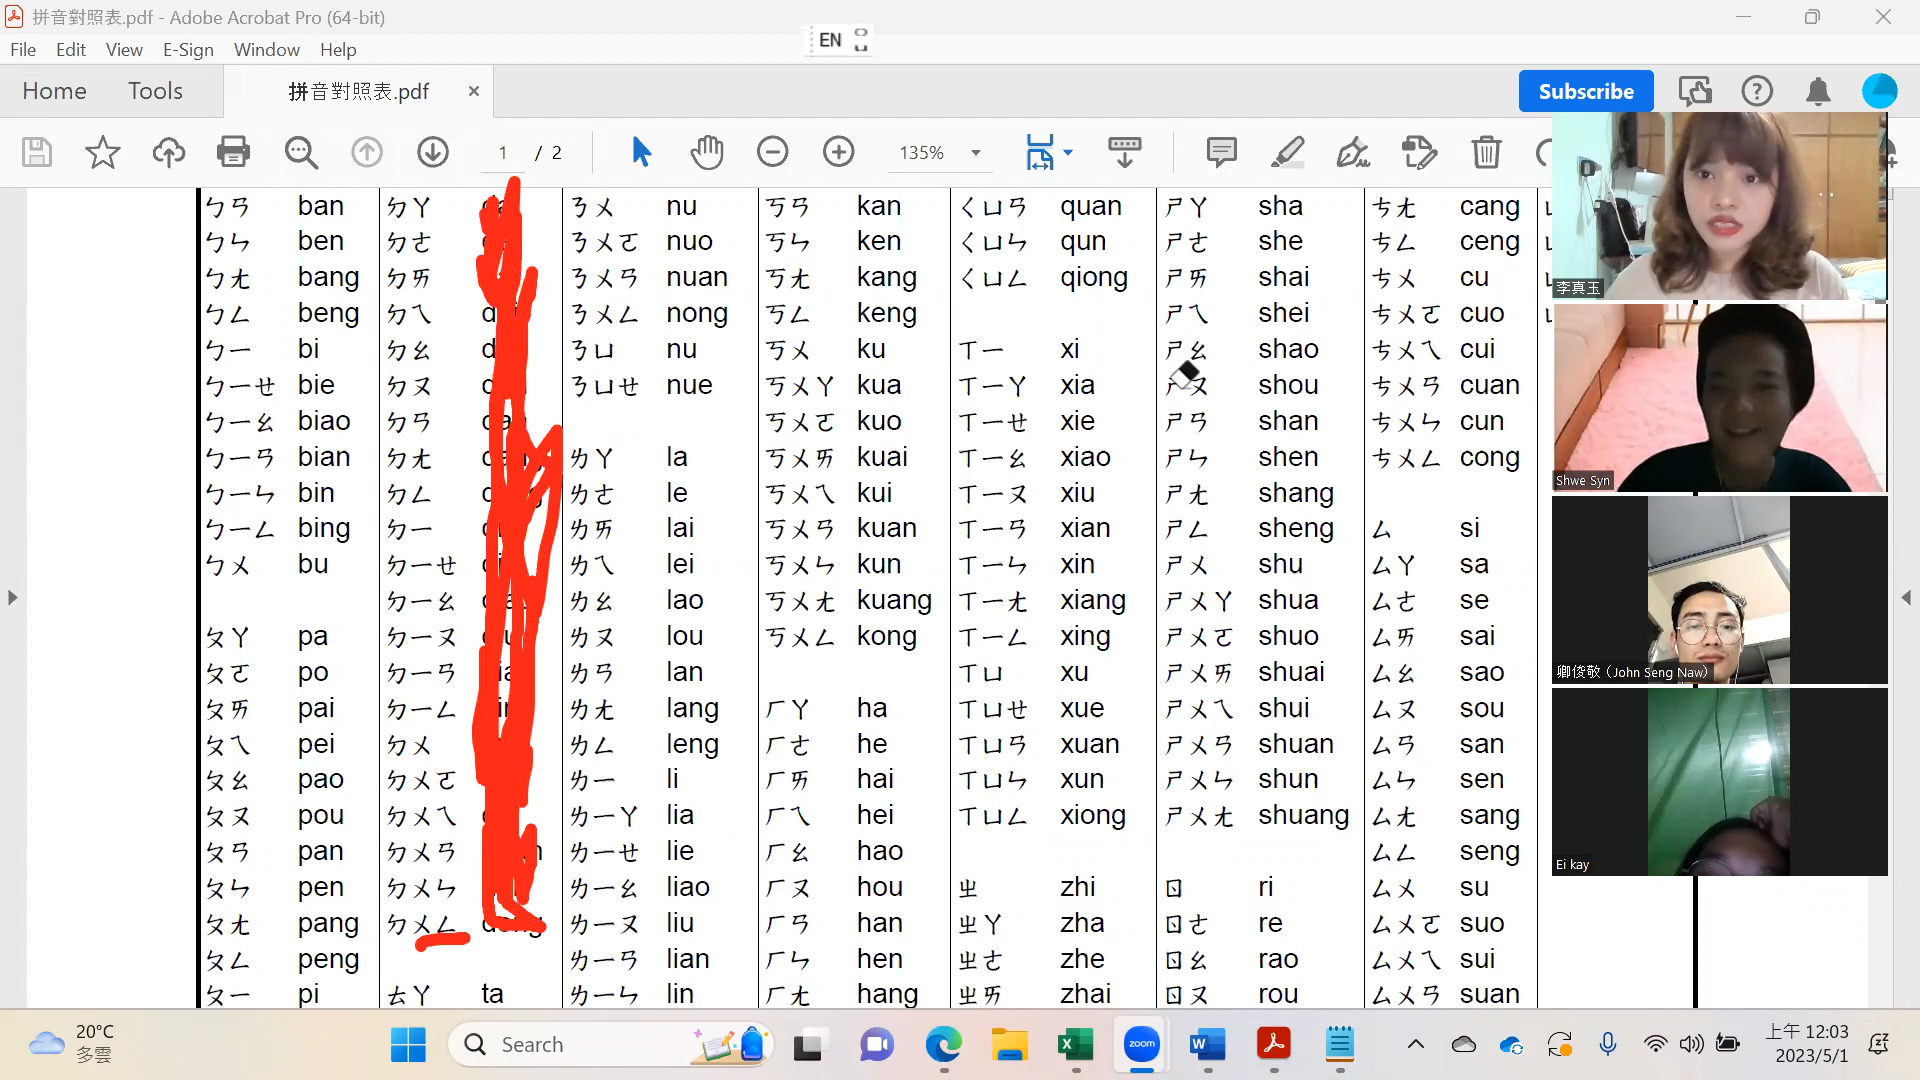 拼音對照表.pdf - Adobe Acrobat Pro (64-bit)
EN
File Edit View E-Sign Window Help
Home Tools 拼音對照表.pdf Subscribe
1 / 2 135%
ㄅㄢ ban ㄉㄚ ㄋㄨ nu ㄎㄢ kan ㄑㄩㄢ quan ㄕㄚ sha ㄘㄤ cang
ㄅㄣ ben ㄉㄜ ㄋㄨㄛ nuo ㄎㄣ ken ㄑㄩㄣ qun ㄕㄜ she ㄘㄥ ceng
ㄅㄤ bang ㄉㄞ ㄋㄨㄢ nuan ㄎㄤ kang ㄑㄩㄥ qiong ㄕㄞ shai ㄘㄨ cu
ㄅㄥ beng ㄉㄟ ㄋㄨㄥ nong ㄎㄥ keng ㄕㄟ shei ㄘㄨㄛ cuo
ㄅㄧ bi ㄉㄠ ㄋㄩ nu ㄎㄨ ku ㄒㄧ xi ㄕㄠ shao ㄘㄨㄟ cui
ㄅㄧㄝ bie ㄉㄡ ㄋㄩㄝ nue ㄎㄨㄚ kua ㄒㄧㄚ xia ㄕㄡ shou ㄘㄨㄢ cuan
ㄅㄧㄠ biao ㄉㄢ ㄎㄨㄛ kuo ㄒㄧㄝ xie ㄕㄢ shan ㄘㄨㄣ cun
ㄅㄧㄢ bian ㄉㄤ ㄌㄚ la ㄎㄨㄞ kuai ㄒㄧㄠ xiao ㄕㄣ shen ㄘㄨㄥ cong
ㄅㄧㄣ bin ㄉㄥ ㄌㄜ le ㄎㄨㄟ kui ㄒㄧㄡ xiu ㄕㄤ shang
ㄅㄧㄥ bing ㄉㄧ ㄌㄞ lai ㄎㄨㄢ kuan ㄒㄧㄢ xian ㄕㄥ sheng ㄙ si
ㄅㄨ bu ㄉㄧㄝ ㄌㄟ lei ㄎㄨㄣ kun ㄒㄧㄣ xin ㄕㄨ shu ㄙㄚ sa
ㄉㄧㄠ ㄌㄠ lao ㄎㄨㄤ kuang ㄒㄧㄤ xiang ㄕㄨㄚ shua ㄙㄜ se
ㄆㄚ pa ㄉㄧㄡ ㄌㄡ lou ㄎㄨㄥ kong ㄒㄧㄥ xing ㄕㄨㄛ shuo ㄙㄞ sai
ㄆㄛ po ㄉㄧㄢ ㄌㄢ lan ㄒㄩ xu ㄕㄨㄞ shuai ㄙㄠ sao
ㄆㄞ pai ㄉㄧㄥ ㄌㄤ lang ㄏㄚ ha ㄒㄩㄝ xue ㄕㄨㄟ shui ㄙㄡ sou
ㄆㄟ pei ㄉㄨ ㄌㄥ leng ㄏㄜ he ㄒㄩㄢ xuan ㄕㄨㄢ shuan ㄙㄢ san
ㄆㄠ pao ㄉㄨㄛ ㄌㄧ li ㄏㄞ hai ㄒㄩㄣ xun ㄕㄨㄣ shun ㄙㄣ sen
ㄆㄡ pou ㄉㄨㄟ ㄌㄧㄚ lia ㄏㄟ hei ㄒㄩㄥ xiong ㄕㄨㄤ shuang ㄙㄤ sang
ㄆㄢ pan ㄉㄨㄢ ㄌㄧㄝ lie ㄏㄠ hao ㄙㄥ seng
ㄆㄣ pen ㄉㄨㄣ ㄌㄧㄠ liao ㄏㄡ hou ㄓ zhi ㄖ ri ㄙㄨ su
ㄆㄤ pang ㄉㄨㄥ dong ㄌㄧㄡ liu ㄏㄢ han ㄓㄚ zha ㄖㄜ re ㄙㄨㄛ suo
ㄆㄥ peng ㄌㄧㄢ lian ㄏㄣ hen ㄓㄜ zhe ㄖㄠ rao ㄙㄨㄟ sui
ㄆㄧ pi ㄊㄚ ta ㄌㄧㄣ lin ㄏㄤ hang ㄓㄞ zhai ㄖㄡ rou ㄙㄨㄢ suan
李真玉
Shwe Syn
卿俊敬（John Seng Naw）
Ei kay
20°C
多雲
Search
zoom
上午 12:03
2023/5/1